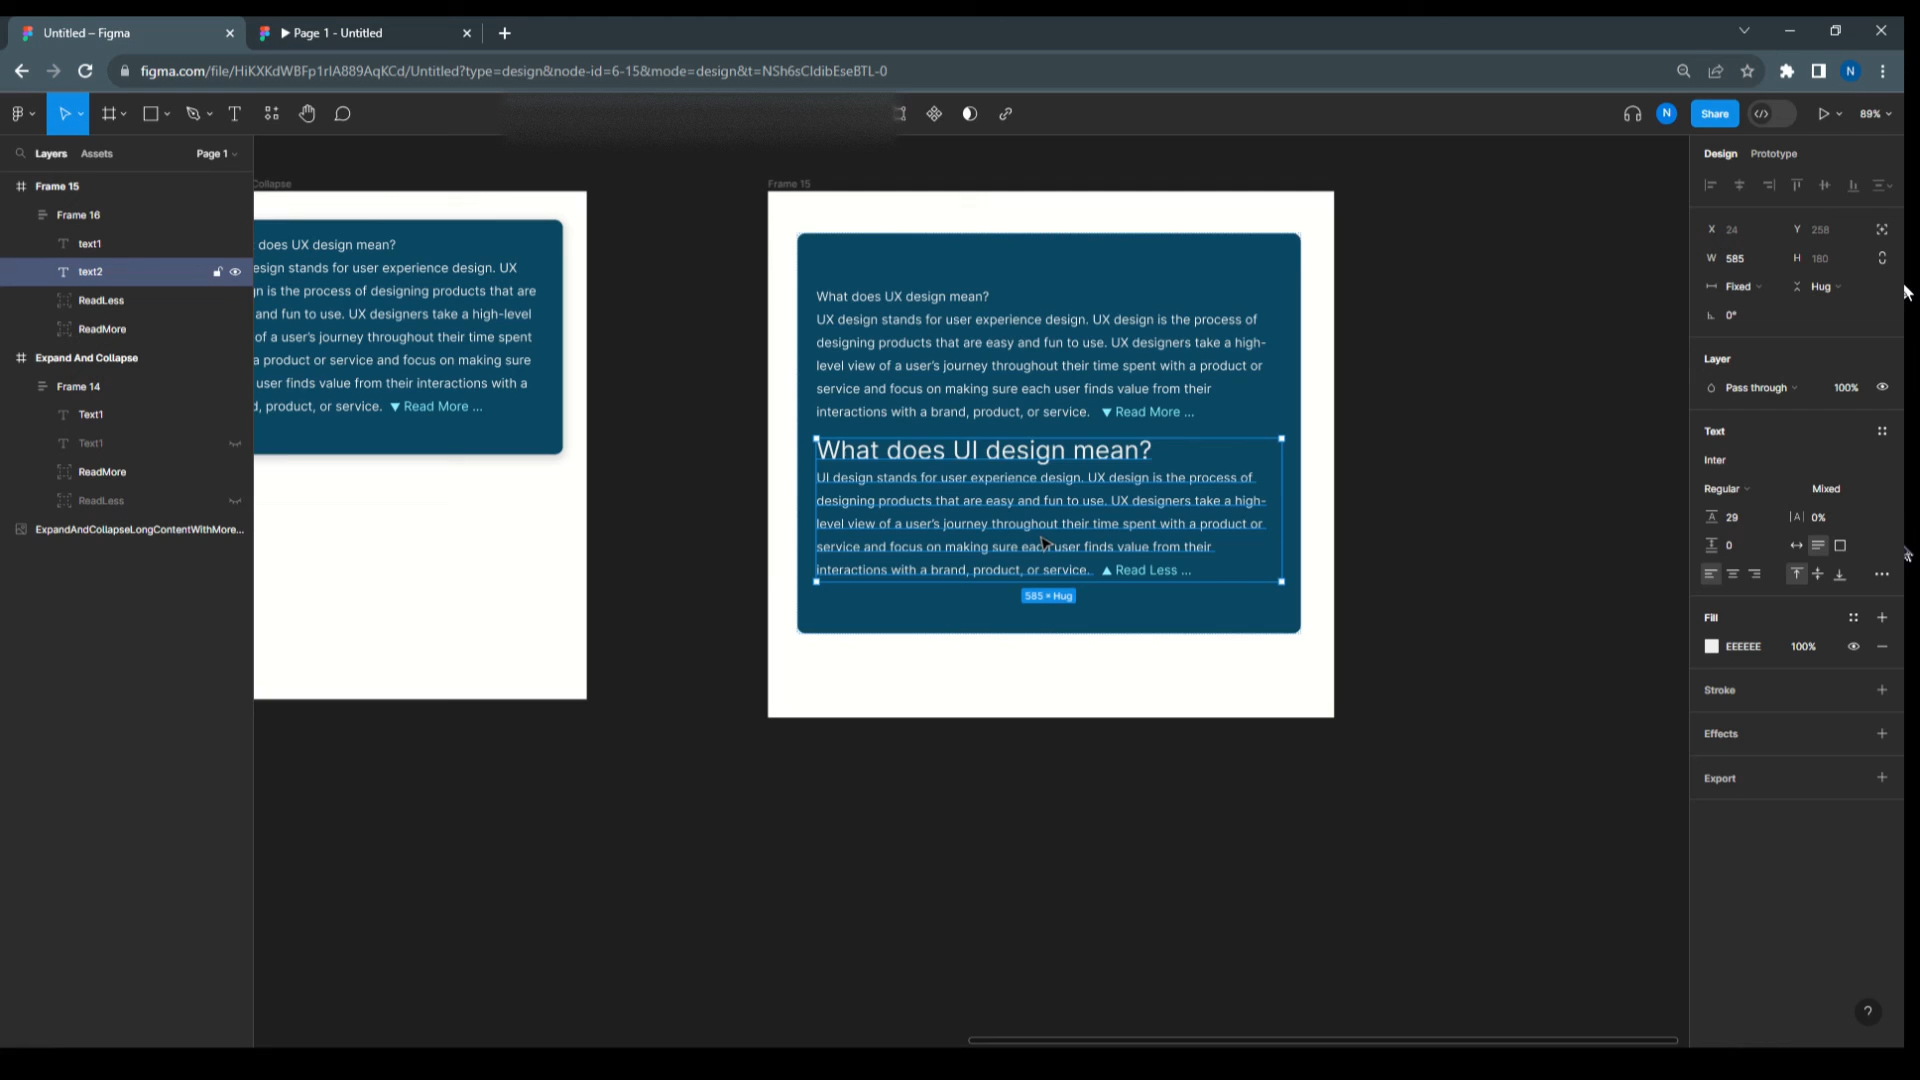 Untitled – Figma
Page 1 - Untitled
figma.com/file/HiKXKdWBFp1rIA889AqKCd/Untitled?type=design&node-id=6-15&mode=design&t=NSh6sCIdibEseBTL-0
N
N
Share
89%
Layers
Assets
Page 1
Frame 15
Frame 16
text1
text2
ReadLess
ReadMore
Expand And Collapse
Frame 14
Text1
Text1
ReadMore
ReadLess
ExpandAndCollapseLongContentWithMore...
Collapse
does UX design mean?
esign stands for user experience design. UX
n is the process of designing products that are
and fun to use. UX designers take a high-level
of a user's journey throughout their time spent
a product or service and focus on making sure
user finds value from their interactions with a
d, product, or service. ▼ Read More ...
Frame 15
What does UX design mean?
UX design stands for user experience design. UX design is the process of
designing products that are easy and fun to use. UX designers take a high-
level view of a user's journey throughout their time spent with a product or
service and focus on making sure each user finds value from their
interactions with a brand, product, or service. ▼ Read More ...
What does UI design mean?
UI design stands for user experience design. UX design is the process of
designing products that are easy and fun to use. UX designers take a high-
level view of a user's journey throughout their time spent with a product or
service and focus on making sure each user finds value from their
interactions with a brand, product, or service. ▲ Read Less ...
585 × Hug
Design
Prototype
X 24
Y 258
W 585
H 180
Fixed
Hug
0°
Layer
Pass through
100%
Text
Inter
Regular
Mixed
29
0%
0
Fill
EEEEEE
100%
Stroke
Effects
Export
?